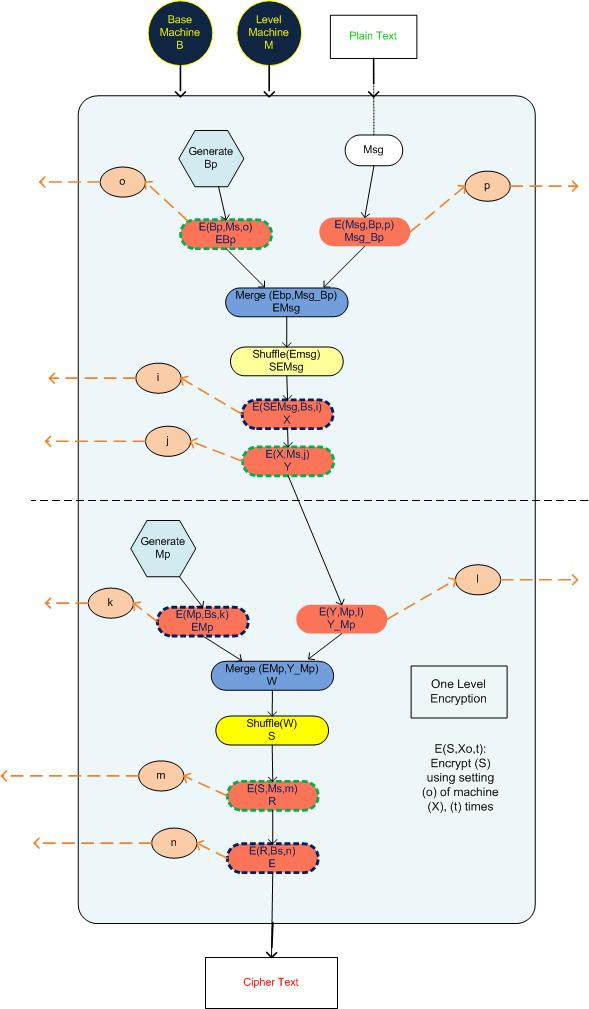 Base
Machine
B
Level
Machine
M
Plain Text
Generate
Bp
Msg
o
p
E(Bp,Ms,o)
EBp
E(Msg,Bp,p)
Msg_Bp
Merge (Ebp,Msg_Bp)
EMsg
Shuffle(Emsg)
SEMsg
i
E(SEMsg,Bs,i)
X
j
E(X,Ms,j)
Y
Generate
Mp
l
k
E(Mp,Bs,k)
EMp
E(Y,Mp,l)
Y_Mp
Merge (EMp,Y_Mp)
W
One Level
Encryption
Shuffle(W)
S
E(S,Xo,t):
Encrypt (S)
using setting
(o) of machine
(X), (t) times
m
E(S,Ms,m)
R
n
E(R,Bs,n)
E
Cipher Text